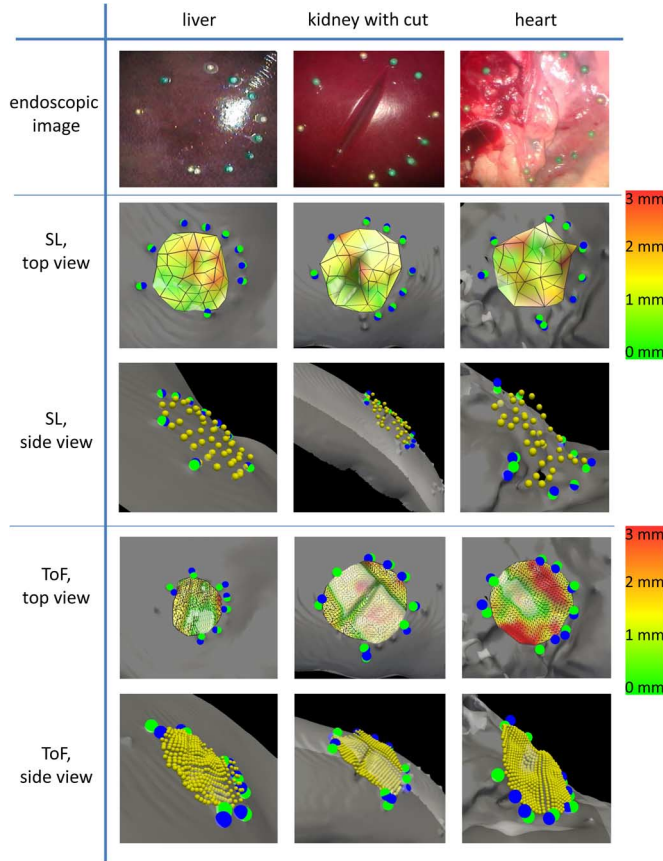 liver
kidney with cut
heart
endoscopic
image
SL,
top view
3 mm
2 mm
1 mm
0 mm
SL,
side view
ToF,
top view
3 mm
2 mm
1 mm
0 mm
ToF,
side view